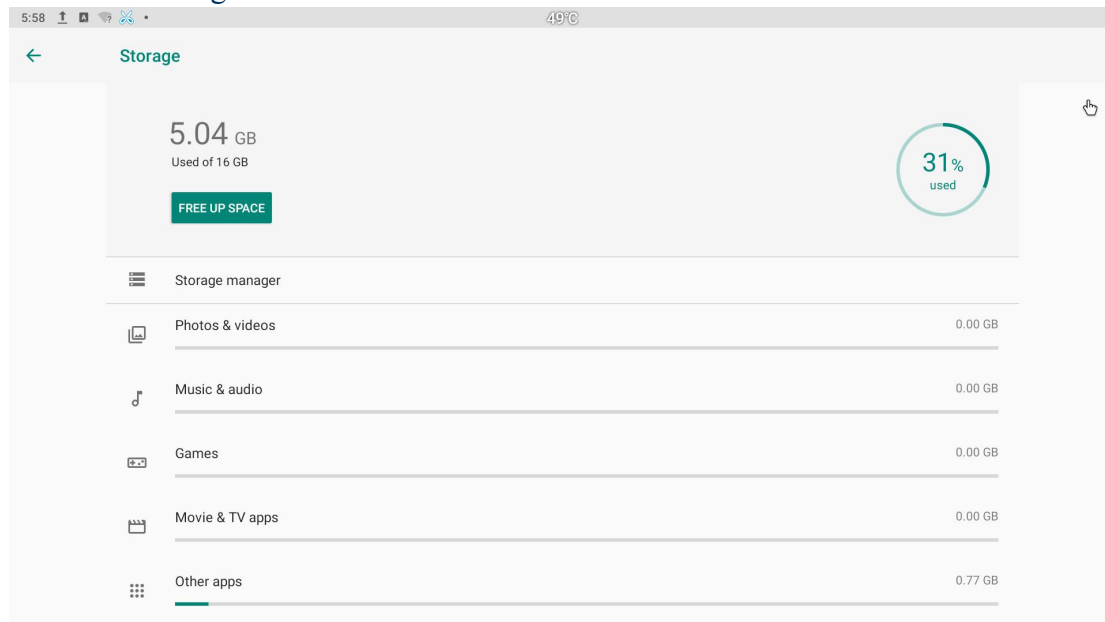 5:58 49°C
Storage
5.04 GB
Used of 16 GB
31%
used
FREE UP SPACE
Storage manager
Photos & videos 0.00 GB
Music & audio 0.00 GB
Games 0.00 GB
Movie & TV apps 0.00 GB
Other apps 0.77 GB